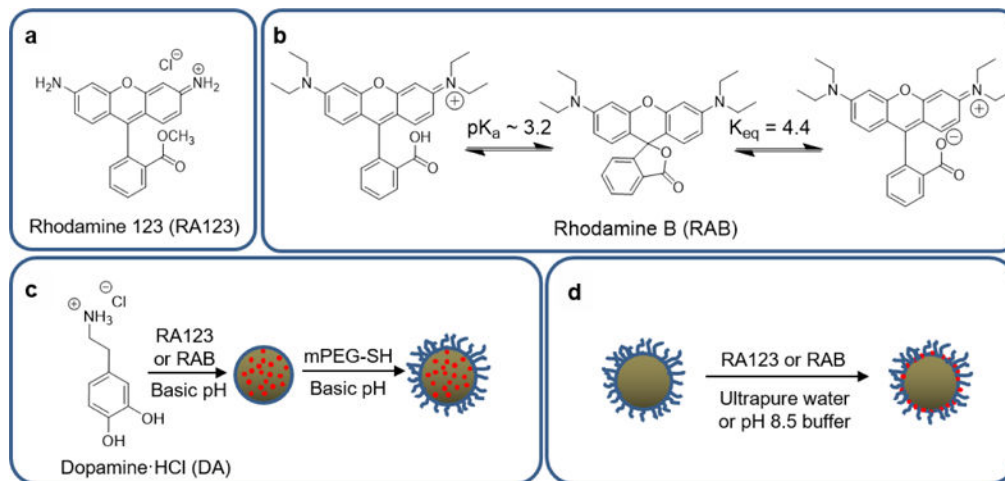 a
Cl⊖
H₂N
O
⊕
NH₂
OCH₃
O
Rhodamine 123 (RA123)
b
N
O
N
⊕
OH
O
pKₐ ~ 3.2
N
O
N
O
O
K_eq = 4.4
N
O
N
⊕
O⊖
O
Rhodamine B (RAB)
c
⊕ ⊖
NH₃ Cl
HO
OH
Dopamine·HCl (DA)
RA123
or RAB
Basic pH
mPEG-SH
Basic pH
d
RA123 or RAB
Ultrapure water
or pH 8.5 buffer